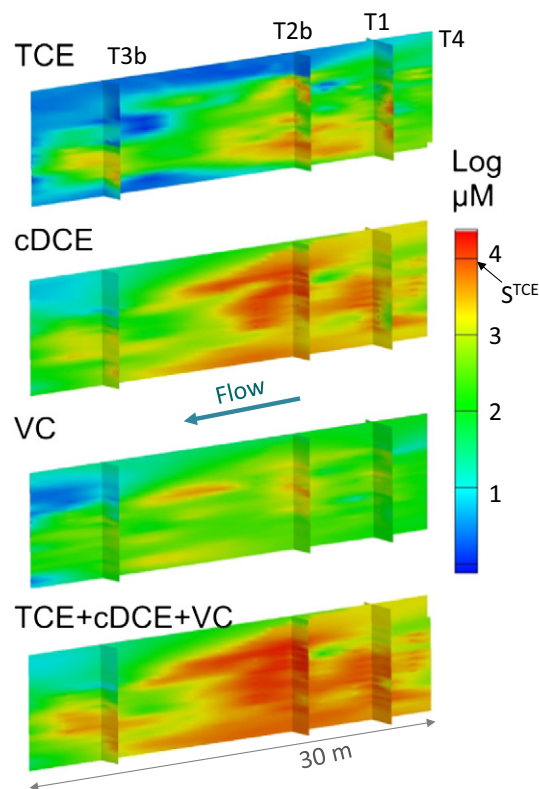 TCE
T3b
T2b
T1
T4
Log
µM
4
S^TCE
3
2
1
cDCE
Flow
VC
TCE+cDCE+VC
30 m